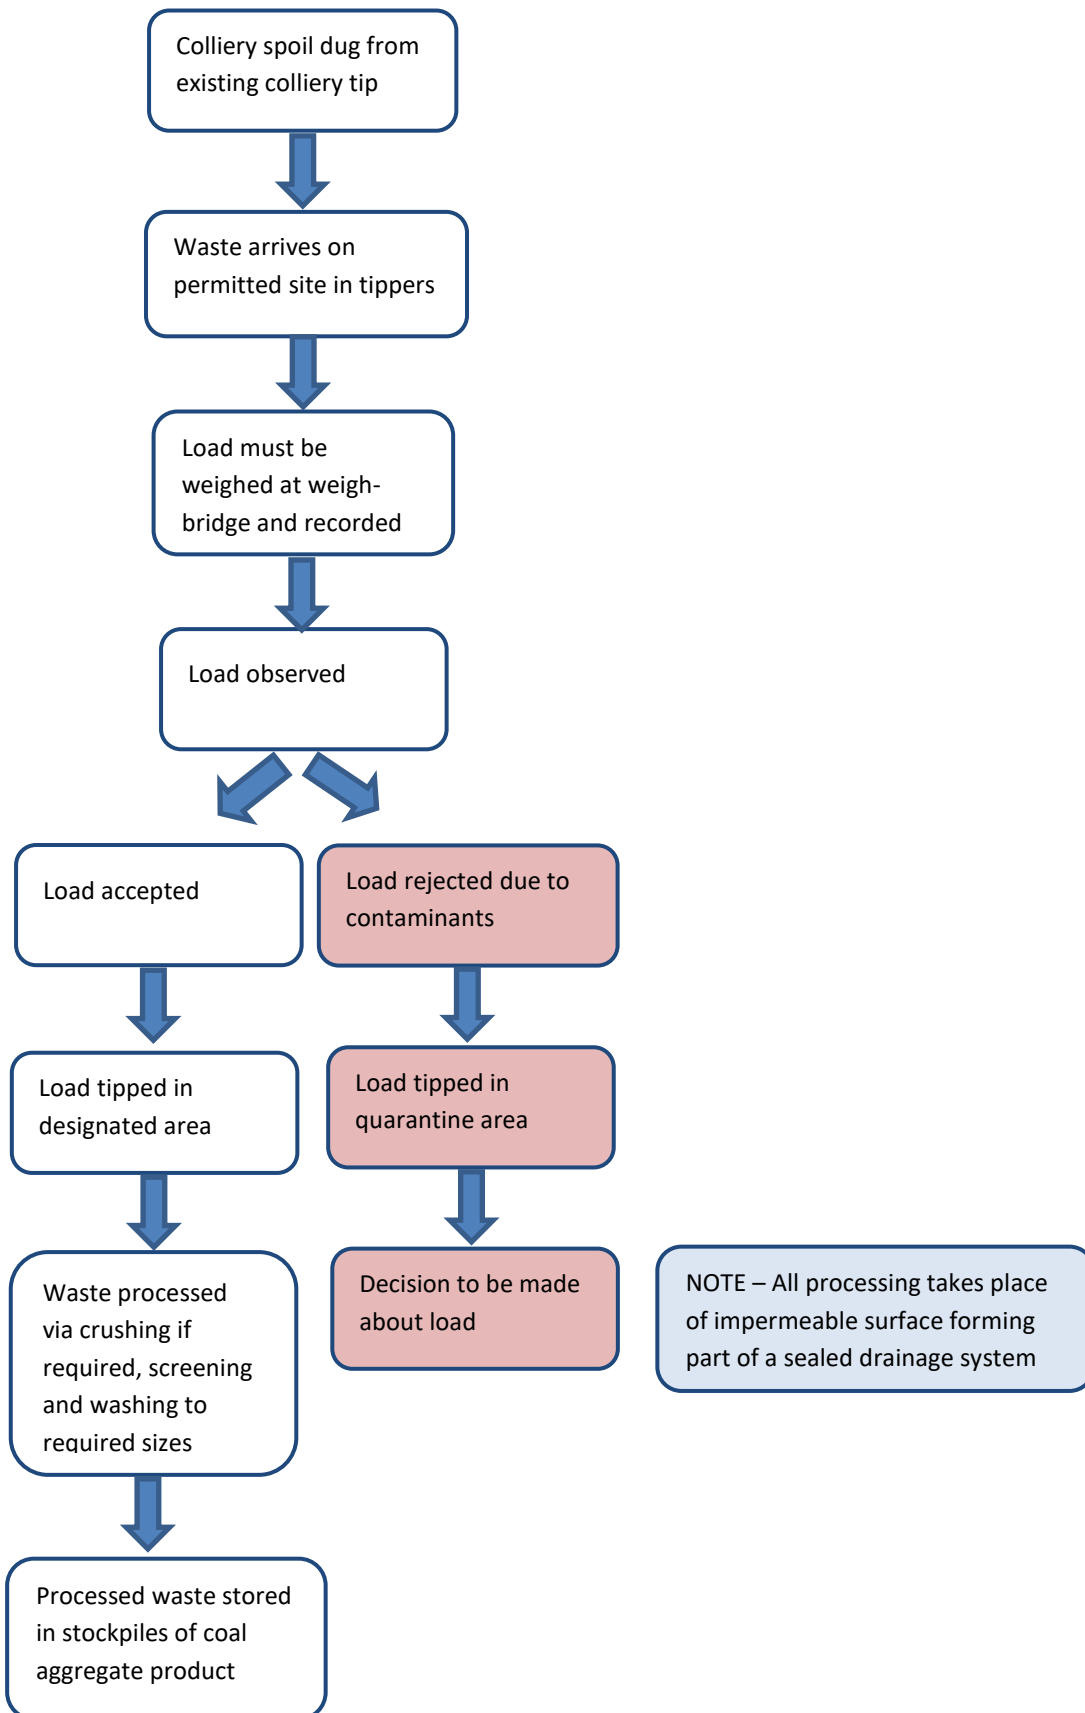 Colliery spoil dug from
existing colliery tip
Waste arrives on
permitted site in tippers
Load must be
weighed at weigh-
bridge and recorded
Load observed
Load accepted
Load rejected due to
contaminants
Load tipped in
designated area
Load tipped in
quarantine area
Waste processed
via crushing if
required, screening
and washing to
required sizes
Decision to be made
about load
NOTE – All processing takes place
of impermeable surface forming
part of a sealed drainage system
Processed waste stored
in stockpiles of coal
aggregate product